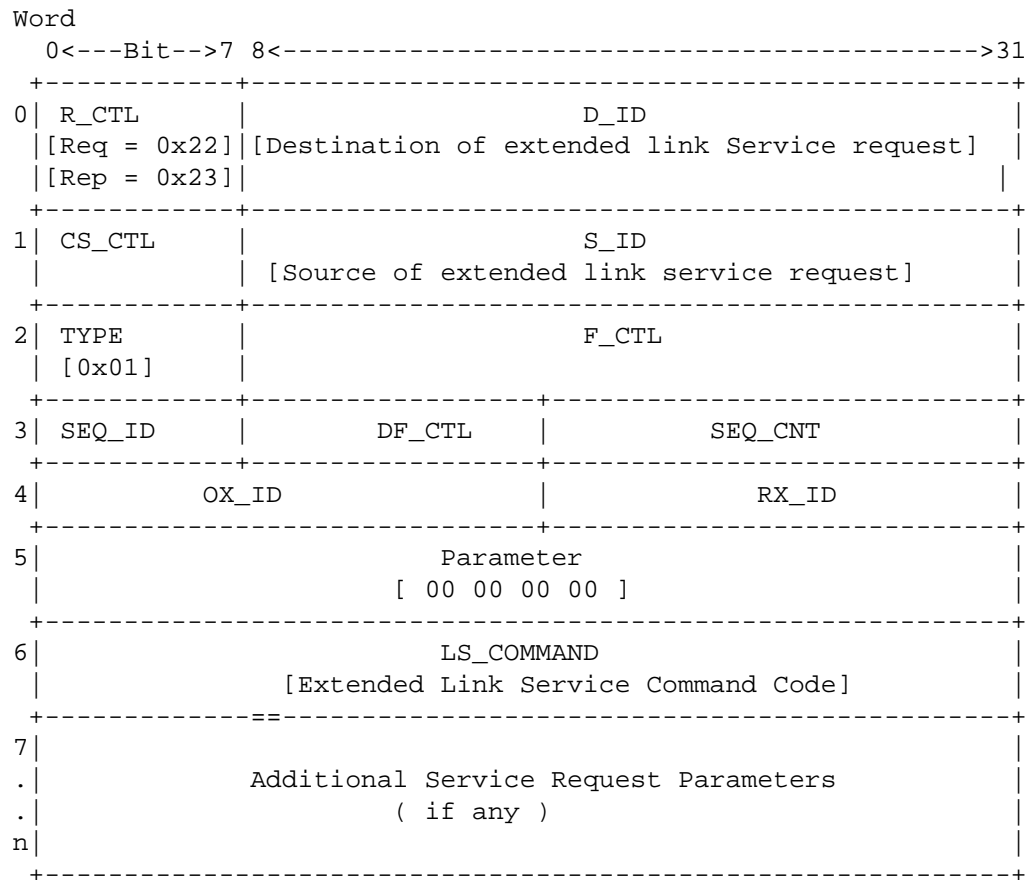 Word
  0<---Bit-->7 8<-------------------------------------------->31
 +------------+------------------------------------------------+
0| R_CTL      |                     D_ID                       |
 |[Req = 0x22]|[Destination of extended link Service request]  |
 |[Rep = 0x23]|                                               |
 +------------+------------------------------------------------+
1| CS_CTL     |                     S_ID                       |
 |            | [Source of extended link service request]      |
 +------------+------------------------------------------------+
2| TYPE       |                     F_CTL                      |
 | [0x01]     |                                                |
 +------------+------------------+-----------------------------+
3| SEQ_ID     |        DF_CTL    |          SEQ_CNT            |
 +------------+------------------+-----------------------------+
4|          OX_ID                |             RX_ID           |
 +-------------------------------+-----------------------------+
5|                         Parameter                           |
 |                      [ 00 00 00 00 ]                        |
 +-------------------------------------------------------------+
6|                         LS_COMMAND                          |
 |               [Extended Link Service Command Code]          |
 +-------------==----------------------------------------------+
7|                                                             |
.|             Additional Service Request Parameters           |
.|                      ( if any )                             |
n|                                                             |
 +-------------------------------------------------------------+